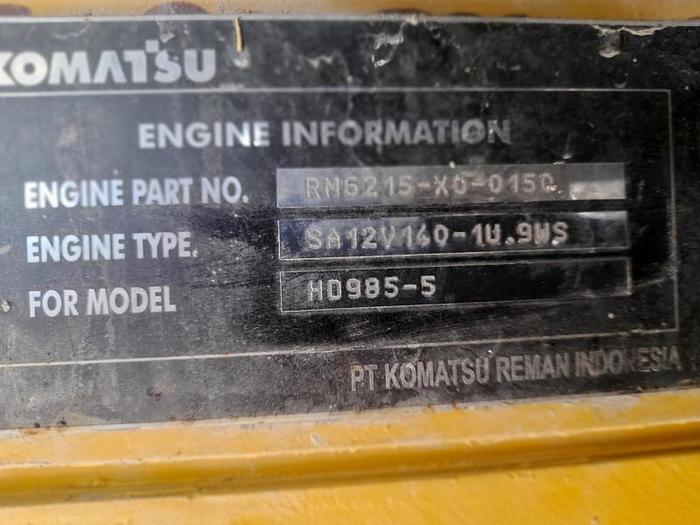 KOMATSU
ENGINE INFORMATION
ENGINE PART NO. RM6215-X0-0150
ENGINE TYPE. SA12V140-1U.9WS
FOR MODEL HD985-5
PT KOMATSU REMAN INDONESIA